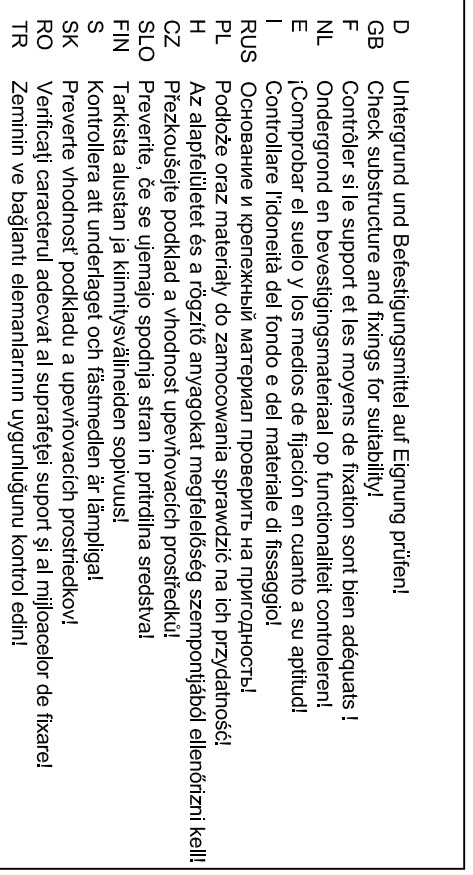 D Untergrund und Befestigungsmittel auf Eignung prüfen!
GB Check substructure and fixings for suitability!
F Contrôler si le support et les moyens de fixation sont bien adéquats !
NL Ondergrond en bevestigingsmateriaal op functionaliteit controleren!
E ¡Comprobar el suelo y los medios de fijación en cuanto a su aptitud!
I Controllare l'idoneità del fondo e del materiale di fissaggio!
RUS Основание и крепежный материал проверить на пригодность!
PL Podłoże oraz materiały do zamocowania sprawdzić na ich przydatność!
H Az alapfelületet és a rögzítő anyagokat megfelelőség szempontjából ellenőrizni kell!
CZ Přezkoušejte podklad a vhodnost upevňovacích prostředků!
SLO Preverite, če se ujemajo spodnja stran in pritrdilna sredstva!
FIN Tarkista alustan ja kiinnitysvälineiden sopivuus!
S Kontrollera att underlaget och fästmedlen är lämpliga!
SK Preverte vhodnosť podkladu a upevňovacích prostriedkov!
RO Verificaţi caracterul adecvat al suprafeţei suport şi al mijloacelor de fixare!
TR Zeminin ve bağlantı elemanlarının uygunluğunu kontrol edin!